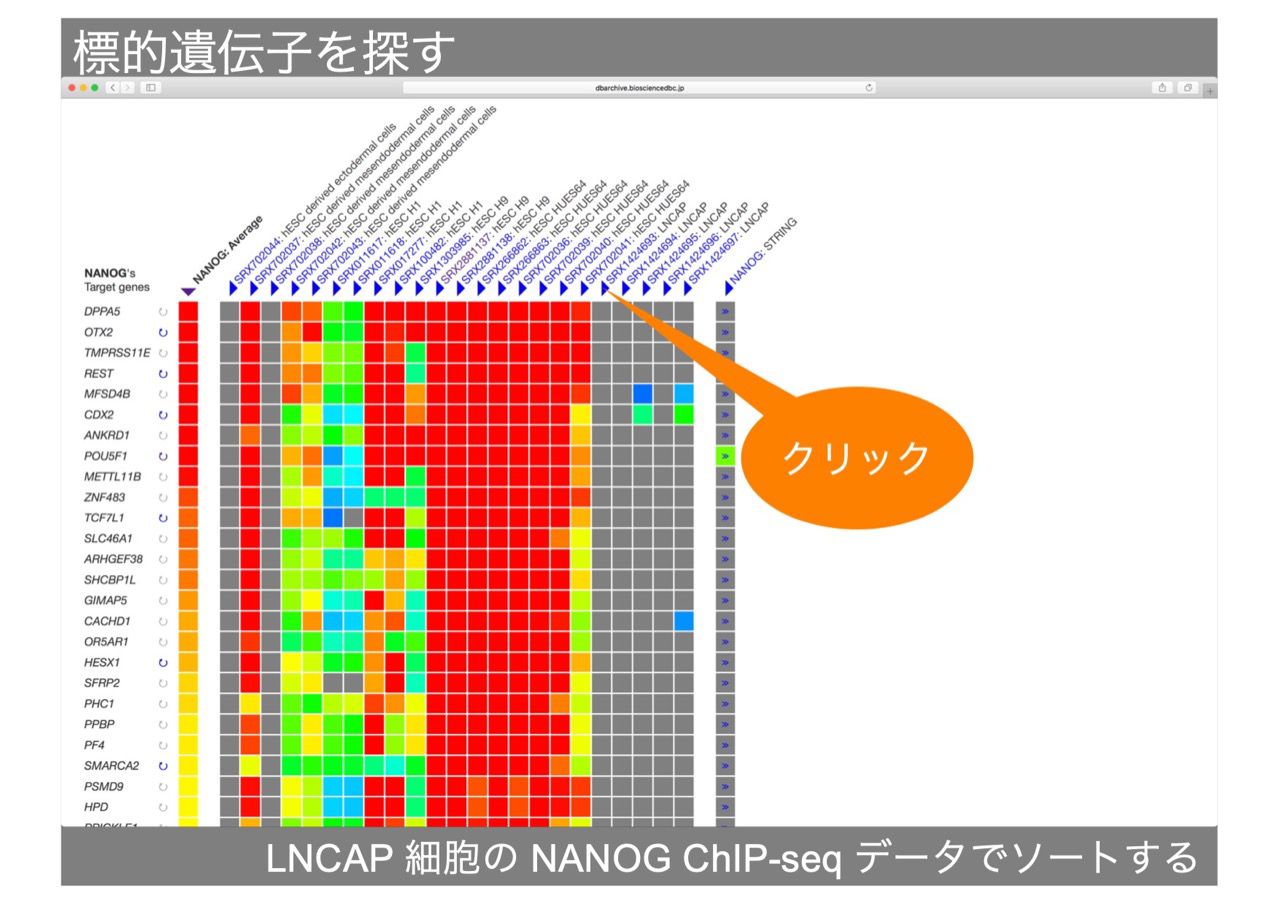 標的遺伝子を探す
dbarchive.biosciencedbc.jp
NANOG: Average
SRX702044: hESC derived ectodermal cells
SRX702037: hESC derived mesendodermal cells
SRX702038: hESC derived mesendodermal cells
SRX702042: hESC derived mesendodermal cells
SRX702043: hESC derived mesendodermal cells
SRX011617: hESC H1
SRX011618: hESC H1
SRX017277: hESC H1
SRX100482: hESC H1
SRX1303985: hESC H9
SRX2881137: hESC H9
SRX2881138: hESC H9
SRX266862: hESC HUES64
SRX266863: hESC HUES64
SRX702036: hESC HUES64
SRX702039: hESC HUES64
SRX702040: hESC HUES64
SRX702041: hESC HUES64
SRX1424693: LNCAP
SRX1424694: LNCAP
SRX1424695: LNCAP
SRX1424696: LNCAP
SRX1424697: LNCAP
NANOG: STRING
NANOG's
Target genes
DPPA5
OTX2
TMPRSS11E
REST
MFSD4B
CDX2
ANKRD1
POU5F1
METTL11B
ZNF483
TCF7L1
SLC46A1
ARHGEF38
SHCBP1L
GIMAP5
CACHD1
OR5AR1
HESX1
SFRP2
PHC1
PPBP
PF4
SMARCA2
PSMD9
HPD
クリック
LNCAP 細胞の NANOG ChIP-seq データでソートする